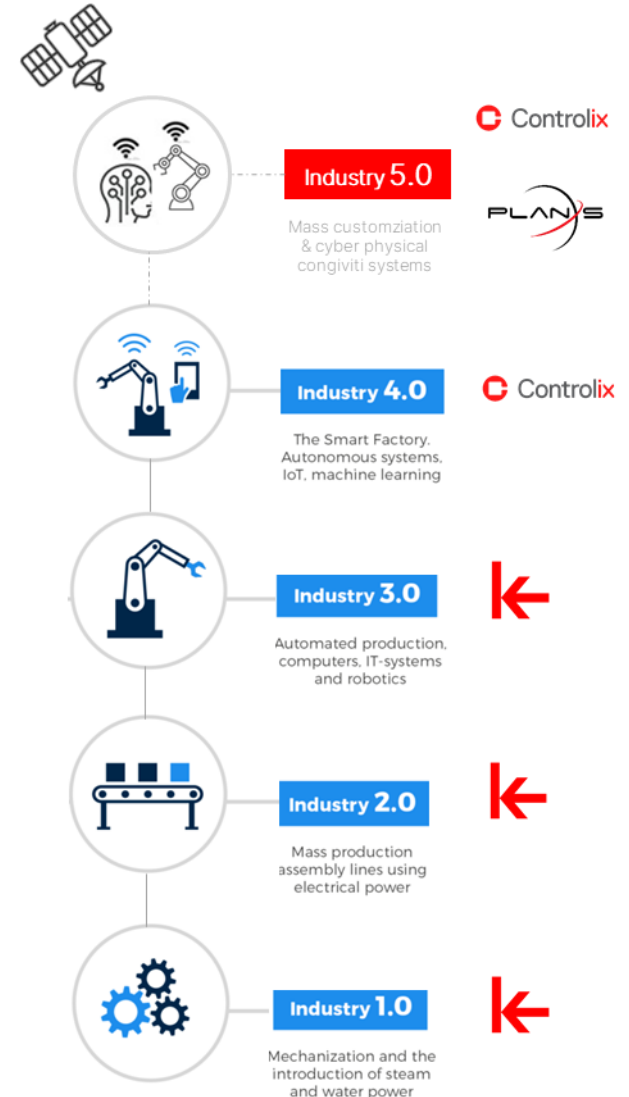 Controlix
Industry 5.0
PLANYS
Mass customziation
& cyber physical
congiviti systems
Industry 4.0
Controlix
The Smart Factory.
Autonomous systems,
IoT, machine learning
Industry 3.0
Automated production,
computers, IT-systems
and robotics
Industry 2.0
Mass production
assembly lines using
electrical power
Industry 1.0
Mechanization and the
introduction of steam
and water power